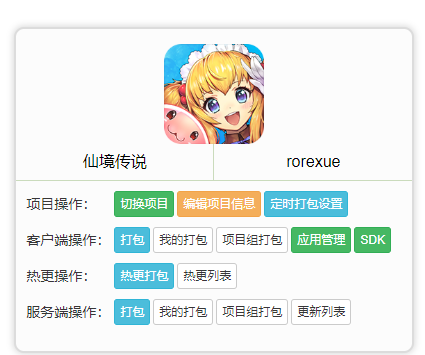 仙境传说 rorexue
项目操作： 切换项目 编辑项目信息 定时打包设置
客户端操作： 打包 我的打包 项目组打包 应用管理 SDK
热更操作： 热更打包 热更列表
服务端操作： 打包 我的打包 项目组打包 更新列表